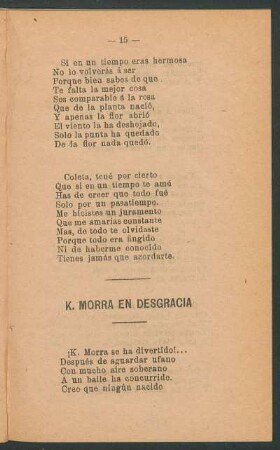 — 15 —
Si en un tiempo eras hermosa
No lo volverás á ser
Porque bien sabes de que
Te falta la mejor cosa
Sos comparable á la rosa
Que de la planta nació,
Y apenas la flor abrió
El viento la ha deshojado,
Solo la punta ha quedado
De la flor nada quedó.
Coleta, tené por cierto
Que si en un tiempo te amé
Has de creer que todo fué
Solo por un pasatiempo.
Me hicistes un juramento
Que me amarias constante
Mas, de todo te olvidaste
Porque todo era fingido
Ni de haberme conocido
Tienes jamás que acordarte.
K. MORRA EN DESGRACIA
¡K. Morra se ha divertido!...
Después de aguardar ufano
Con mucho aire soberano
A un baile ha concurrido.
Creo que ningún nacido